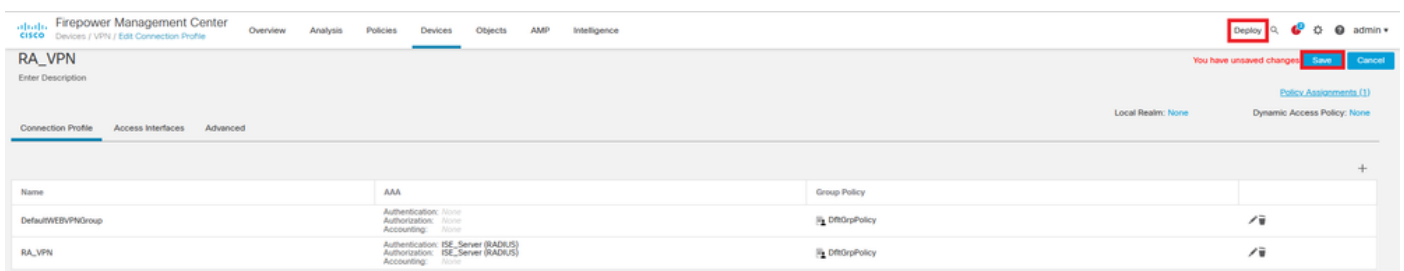 Firepower Management Center
CISCO Devices / VPN / Edit Connection Profile
Overview Analysis Policies Devices Objects AMP Intelligence Deploy admin
RA_VPN
You have unsaved changes Save Cancel
Enter Description
Policy Assignments (1)
Local Realm: None Dynamic Access Policy: None
Connection Profile Access Interfaces Advanced
+
Name AAA Group Policy
Authentication: None
DefaultWEBVPNGroup Authorization: None DfltGrpPolicy
Accounting: None
Authentication: ISE_Server (RADIUS)
RA_VPN Authorization: ISE_Server (RADIUS) DfltGrpPolicy
Accounting: None